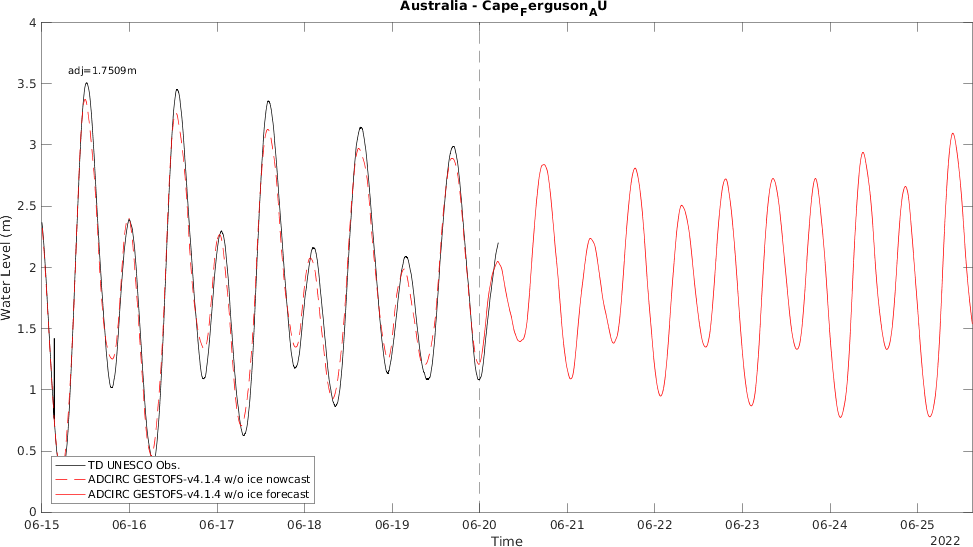 Australia - Cape_Ferguson_AU
adj=1.7509m
Water Level (m)
4
3.5
3
2.5
2
1.5
1
0.5
0
TD UNESCO Obs.
ADCIRC GESTOFS-v4.1.4 w/o ice nowcast
ADCIRC GESTOFS-v4.1.4 w/o ice forecast
06-15 06-16 06-17 06-18 06-19 06-20 06-21 06-22 06-23 06-24 06-25
Time
2022